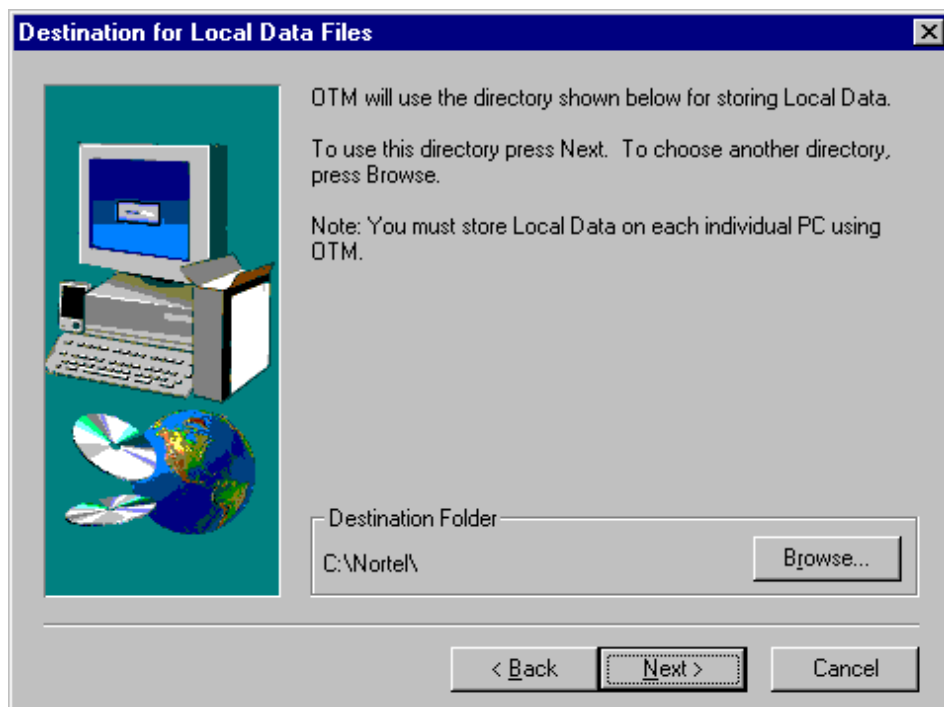 Destination for Local Data Files
OTM will use the directory shown below for storing Local Data.
To use this directory press Next. To choose another directory,
press Browse.
Note: You must store Local Data on each individual PC using
OTM.
Destination Folder
C:\Nortel\
Browse...
< Back
Next >
Cancel